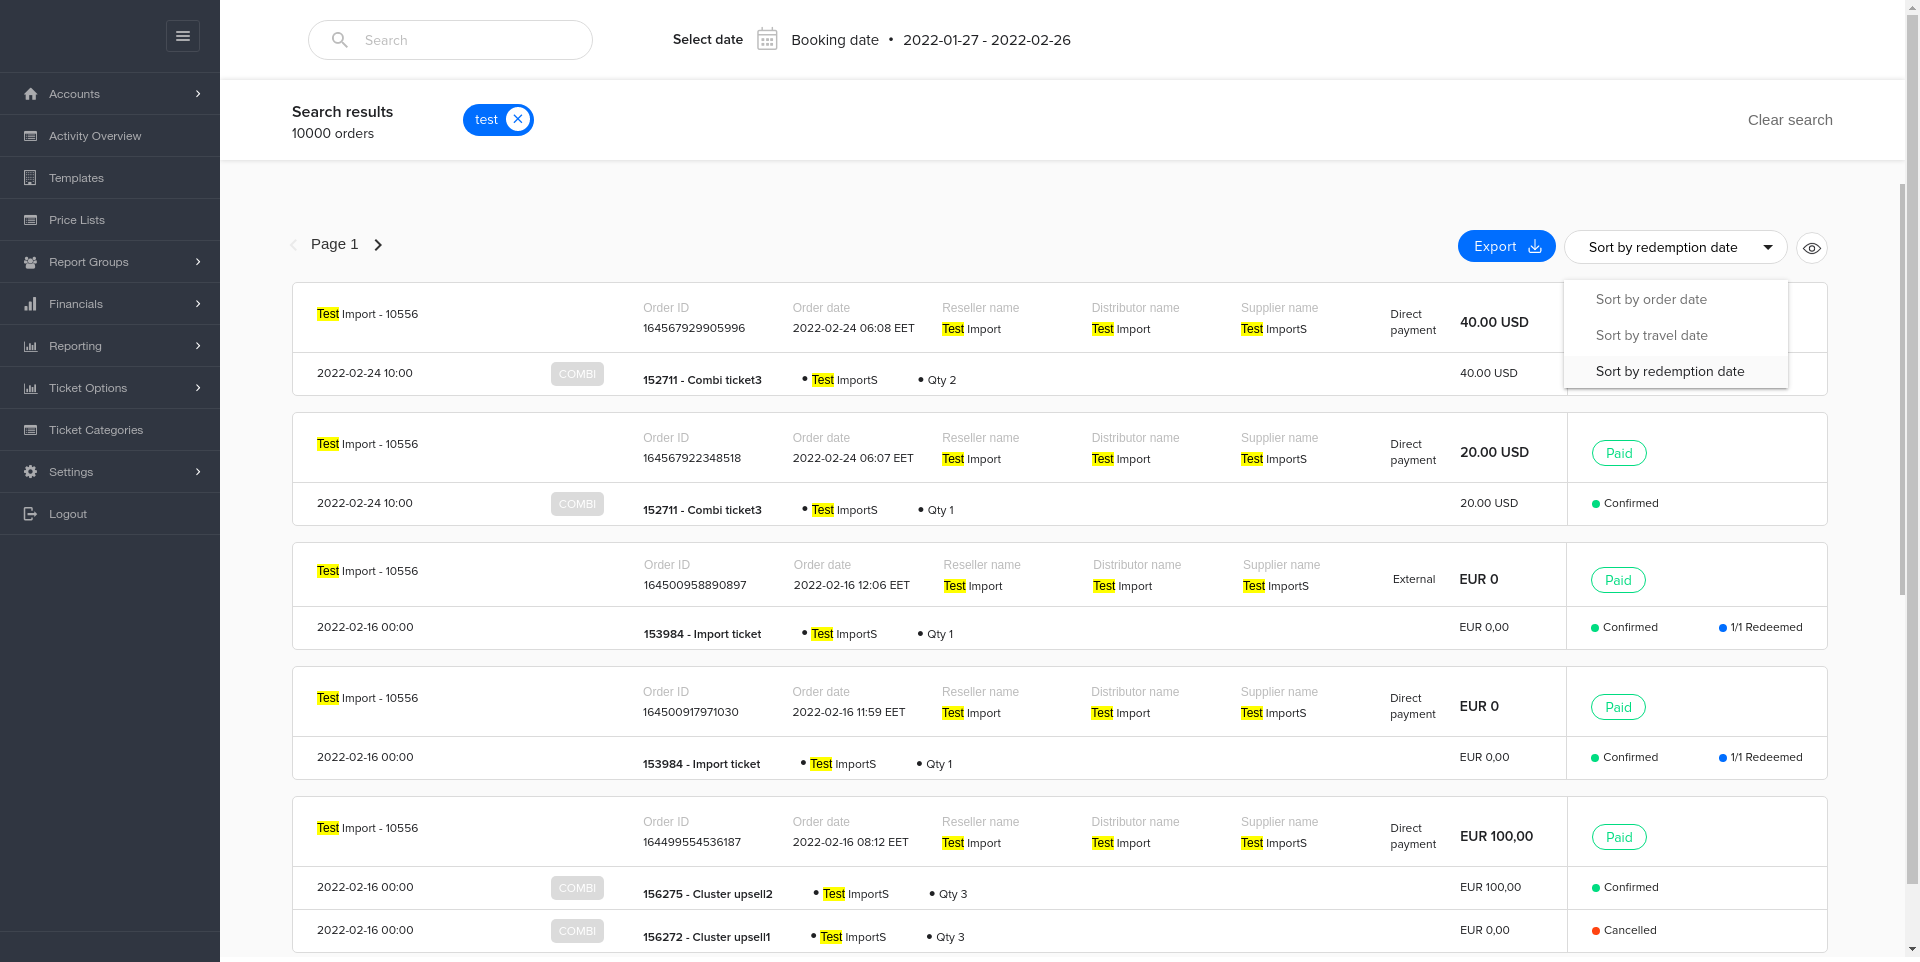 Search
Select date Booking date • 2022-01-27 - 2022-02-26
Accounts
Activity Overview
Templates
Price Lists
Report Groups
Financials
Reporting
Ticket Options
Ticket Categories
Settings
Logout
Search results
10000 orders
test
Clear search
Page 1
Export
Sort by redemption date
Sort by order date
Sort by travel date
Sort by redemption date
Test Import - 10556
Order ID
164567929905996
Order date
2022-02-24 06:08 EET
Reseller name
Test Import
Distributor name
Test Import
Supplier name
Test ImportS
Direct
payment
40.00 USD
2022-02-24 10:00 COMBI 152711 - Combi ticket3 • Test ImportS • Qty 2 40.00 USD
Test Import - 10556
Order ID
164567922348518
Order date
2022-02-24 06:07 EET
Reseller name
Test Import
Distributor name
Test Import
Supplier name
Test ImportS
Direct
payment
20.00 USD
Paid
2022-02-24 10:00 COMBI 152711 - Combi ticket3 • Test ImportS • Qty 1 20.00 USD Confirmed
Test Import - 10556
Order ID
164500958890897
Order date
2022-02-16 12:06 EET
Reseller name
Test Import
Distributor name
Test Import
Supplier name
Test ImportS
External
EUR 0
Paid
2022-02-16 00:00 153984 - Import ticket • Test ImportS • Qty 1 EUR 0,00 Confirmed 1/1 Redeemed
Test Import - 10556
Order ID
164500917971030
Order date
2022-02-16 11:59 EET
Reseller name
Test Import
Distributor name
Test Import
Supplier name
Test ImportS
Direct
payment
EUR 0
Paid
2022-02-16 00:00 153984 - Import ticket • Test ImportS • Qty 1 EUR 0,00 Confirmed 1/1 Redeemed
Test Import - 10556
Order ID
164499554536187
Order date
2022-02-16 08:12 EET
Reseller name
Test Import
Distributor name
Test Import
Supplier name
Test ImportS
Direct
payment
EUR 100,00
Paid
2022-02-16 00:00 COMBI 156275 - Cluster upsell2 • Test ImportS • Qty 3 EUR 100,00 Confirmed
2022-02-16 00:00 COMBI 156272 - Cluster upsell1 • Test ImportS • Qty 3 EUR 0,00 Cancelled